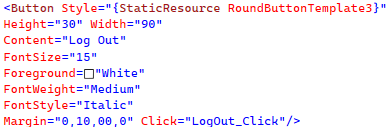 <Button Style="{StaticResource RoundButtonTemplate3}"
Height="30" Width="90"
Content="Log Out"
FontSize="15"
Foreground="White"
FontWeight="Medium"
FontStyle="Italic"
Margin="0,10,00,0" Click="LogOut_Click"/>